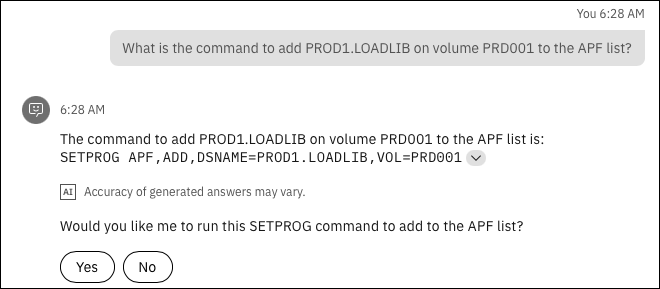 You 6:28 AM
What is the command to add PROD1.LOADLIB on volume PRD001 to the APF list?
6:28 AM
The command to add PROD1.LOADLIB on volume PRD001 to the APF list is:
SETPROG APF,ADD,DSNAME=PROD1.LOADLIB,VOL=PRD001
AI Accuracy of generated answers may vary.
Would you like me to run this SETPROG command to add to the APF list?
Yes No